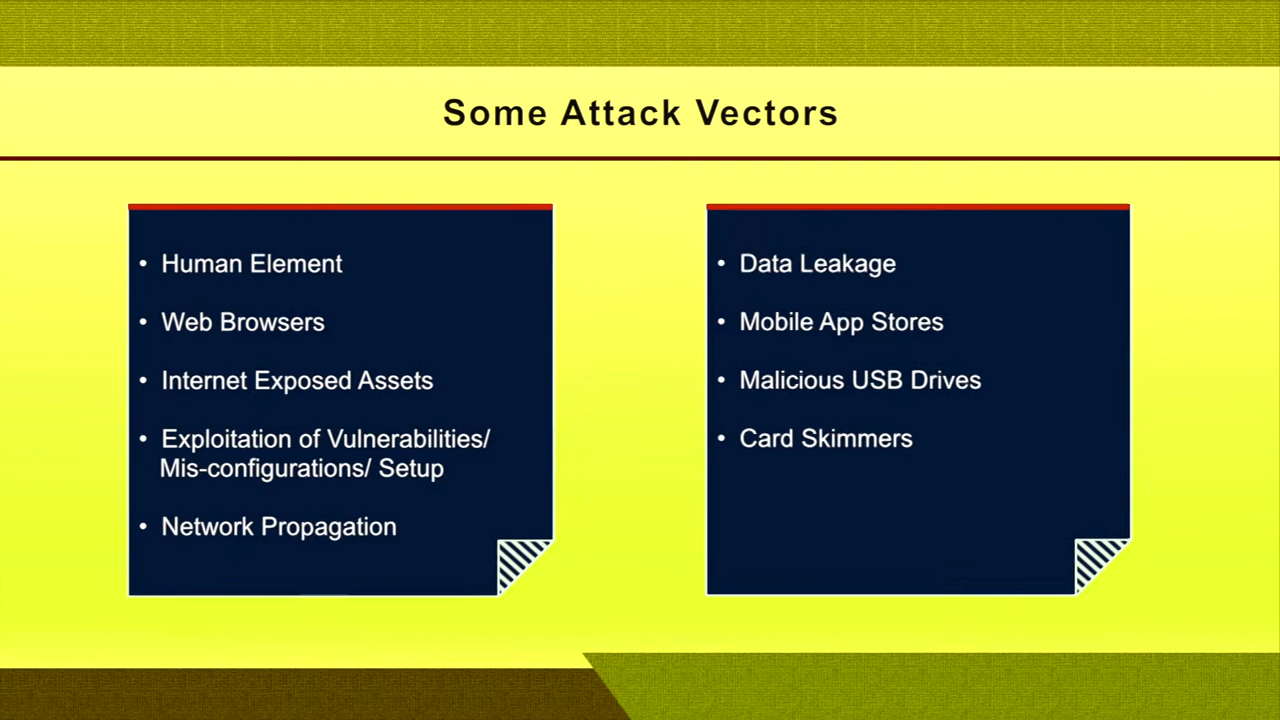 Some Attack Vectors
• Human Element
• Web Browsers
• Internet Exposed Assets
• Exploitation of Vulnerabilities/
Mis-configurations/ Setup
• Network Propagation
• Data Leakage
• Mobile App Stores
• Malicious USB Drives
• Card Skimmers